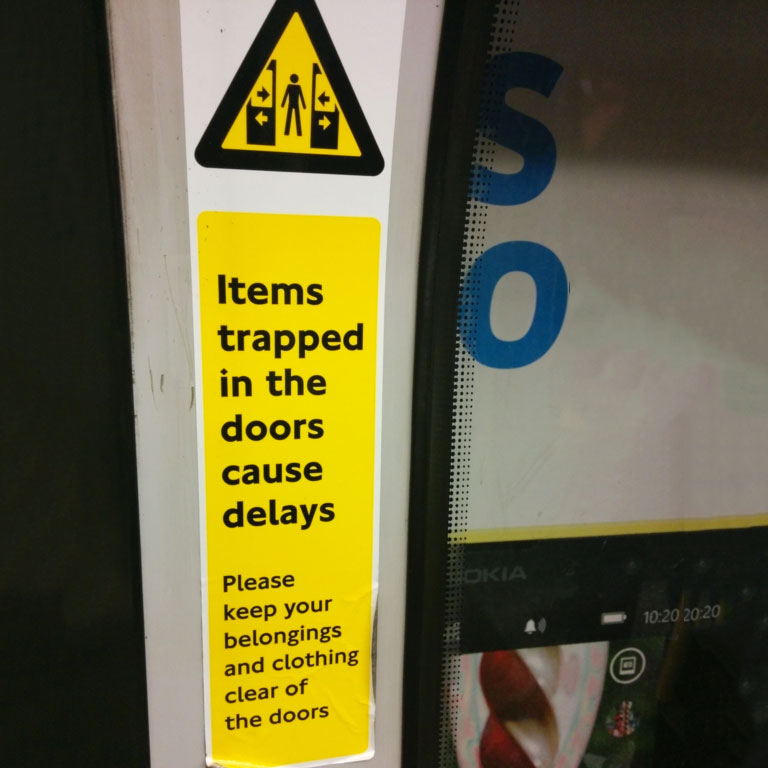 Items
trapped
in the
doors
cause
delays
Please
keep your
belongings
and clothing
clear of
the doors
S
O
OKIA
10:20 20:20